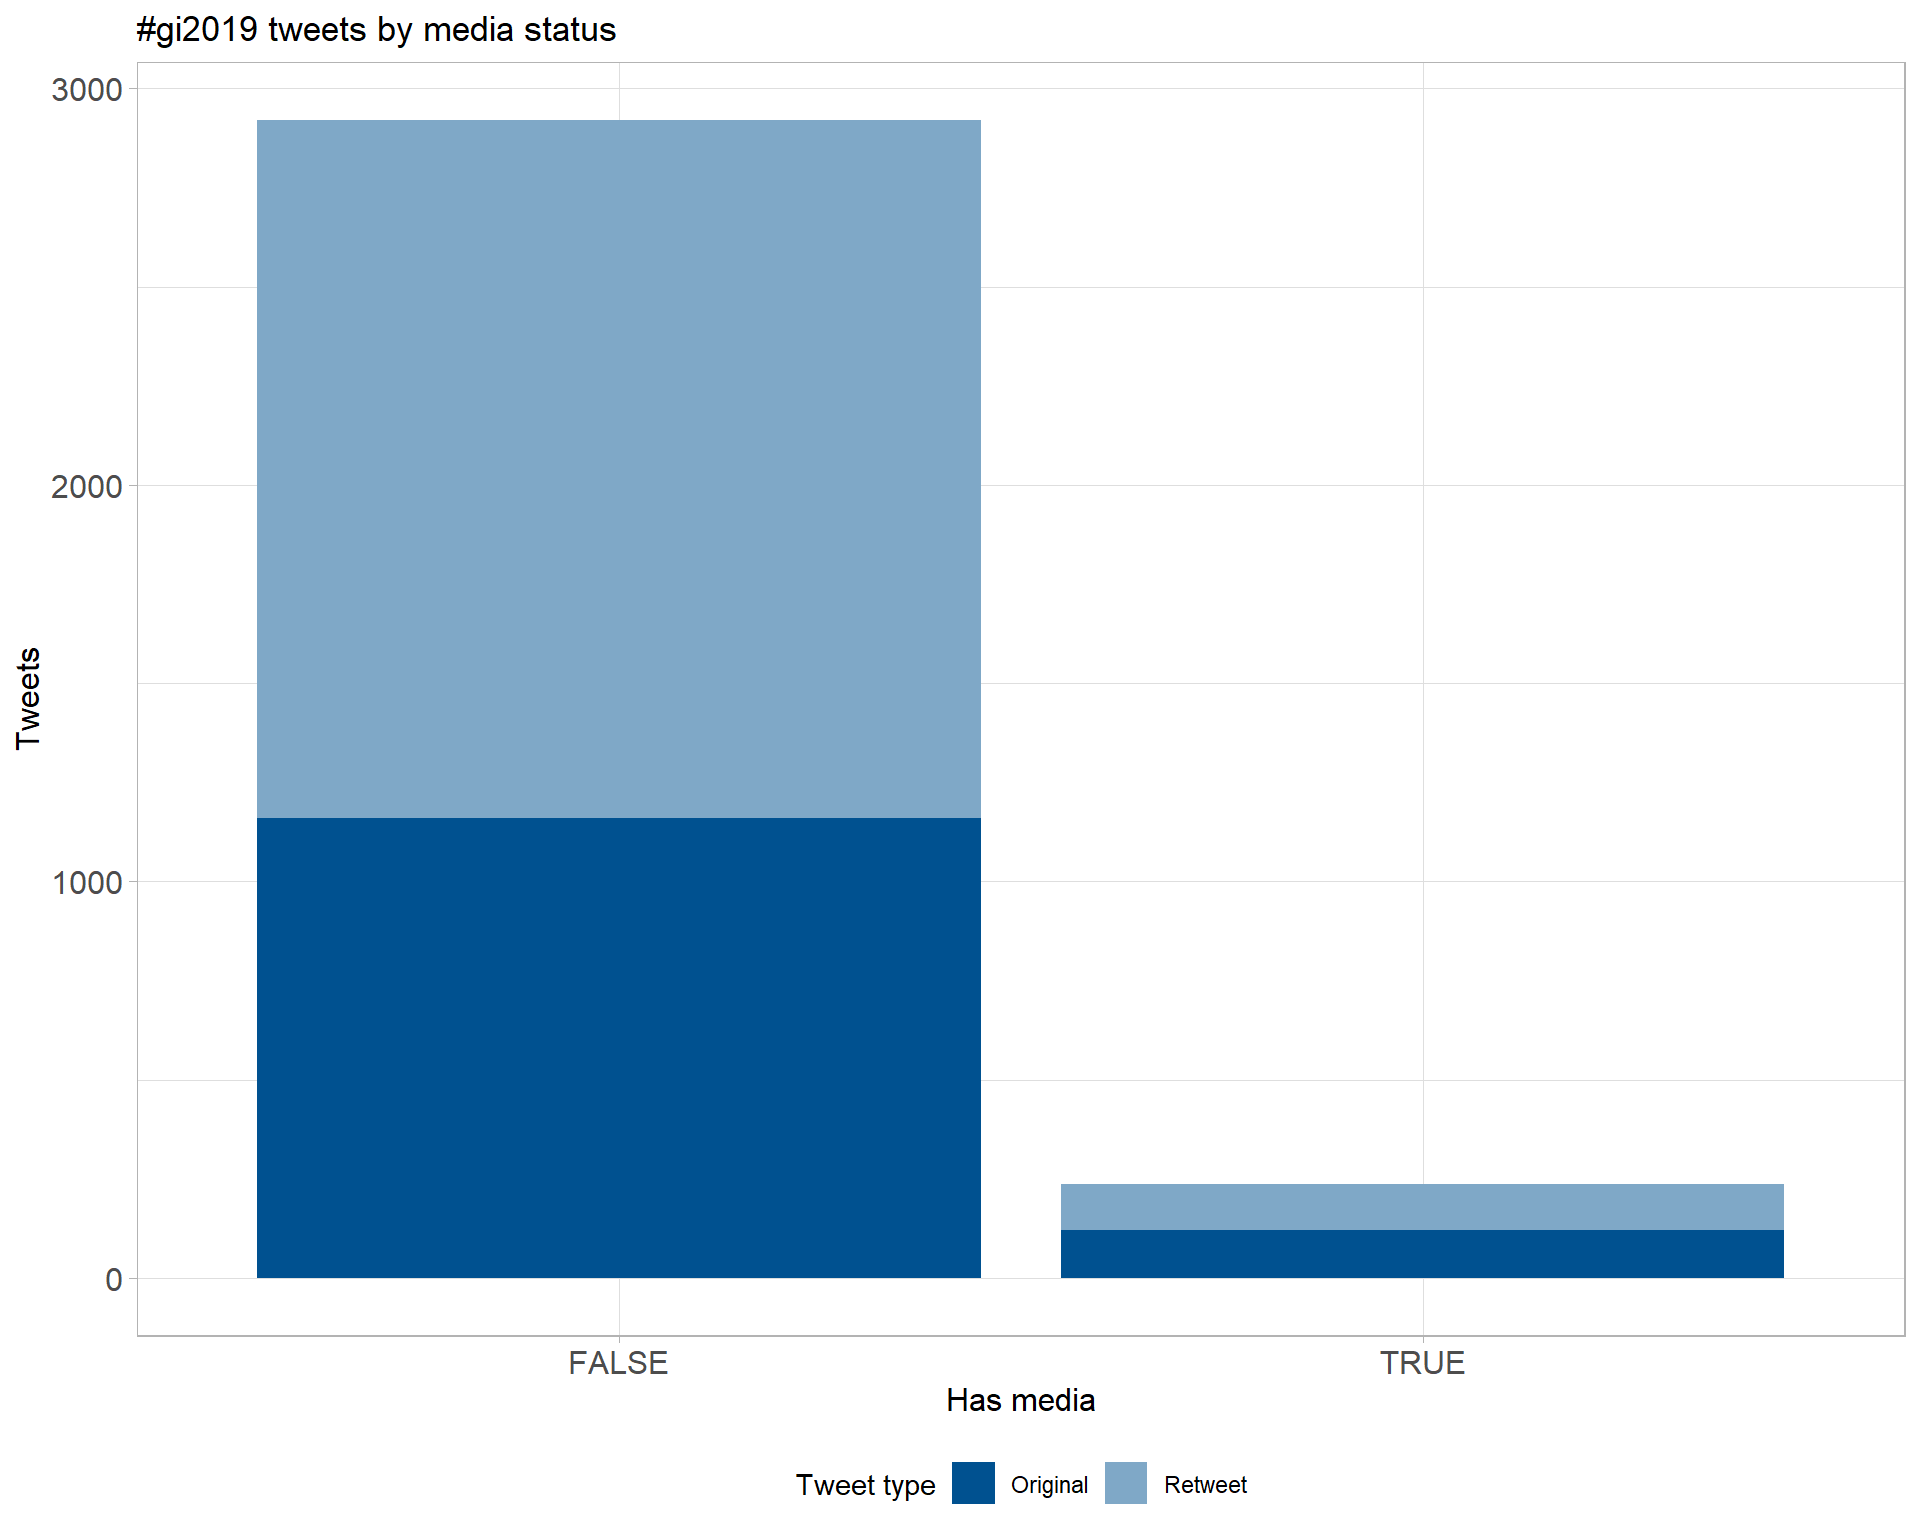 #gi2019 tweets by media status
3000
2000
1000
0
Tweets
FALSE
TRUE
Has media
Tweet type
Original
Retweet